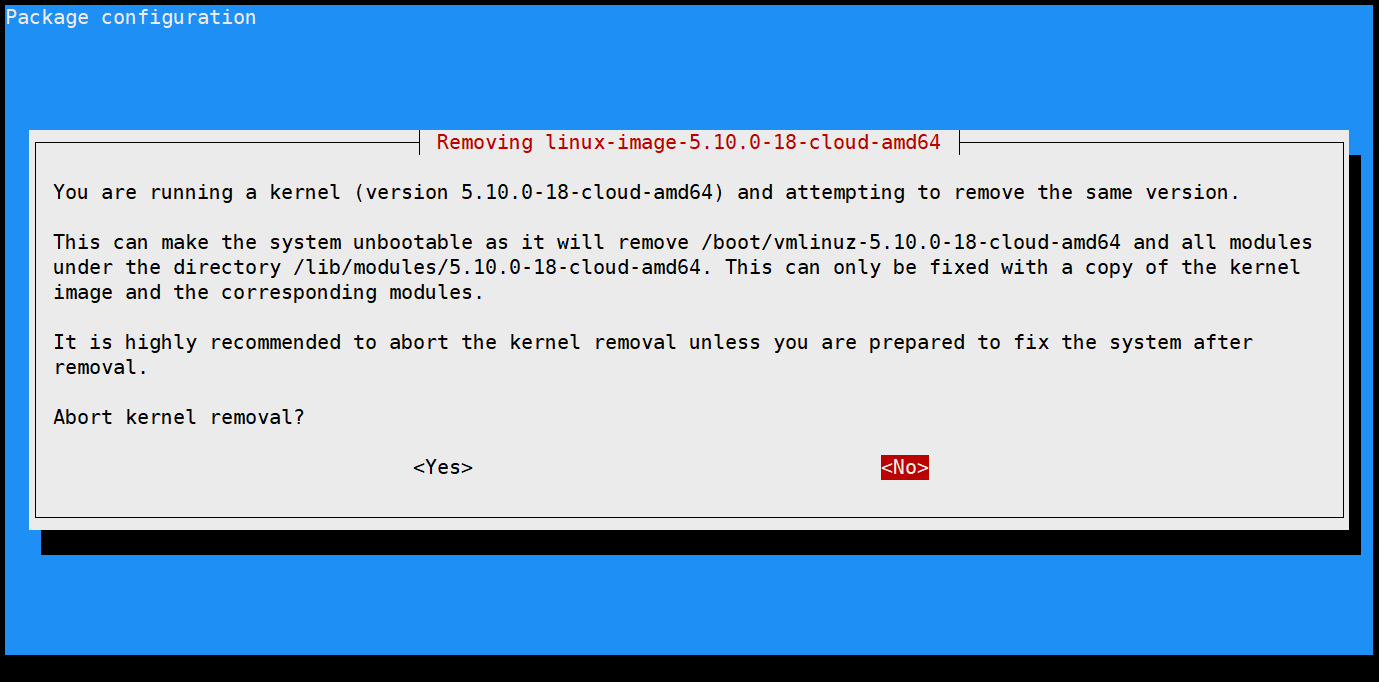 Package configuration
Removing linux-image-5.10.0-18-cloud-amd64
You are running a kernel (version 5.10.0-18-cloud-amd64) and attempting to remove the same version.
This can make the system unbootable as it will remove /boot/vmlinuz-5.10.0-18-cloud-amd64 and all modules
under the directory /lib/modules/5.10.0-18-cloud-amd64. This can only be fixed with a copy of the kernel
image and the corresponding modules.
It is highly recommended to abort the kernel removal unless you are prepared to fix the system after
removal.
Abort kernel removal?
<Yes> <No>